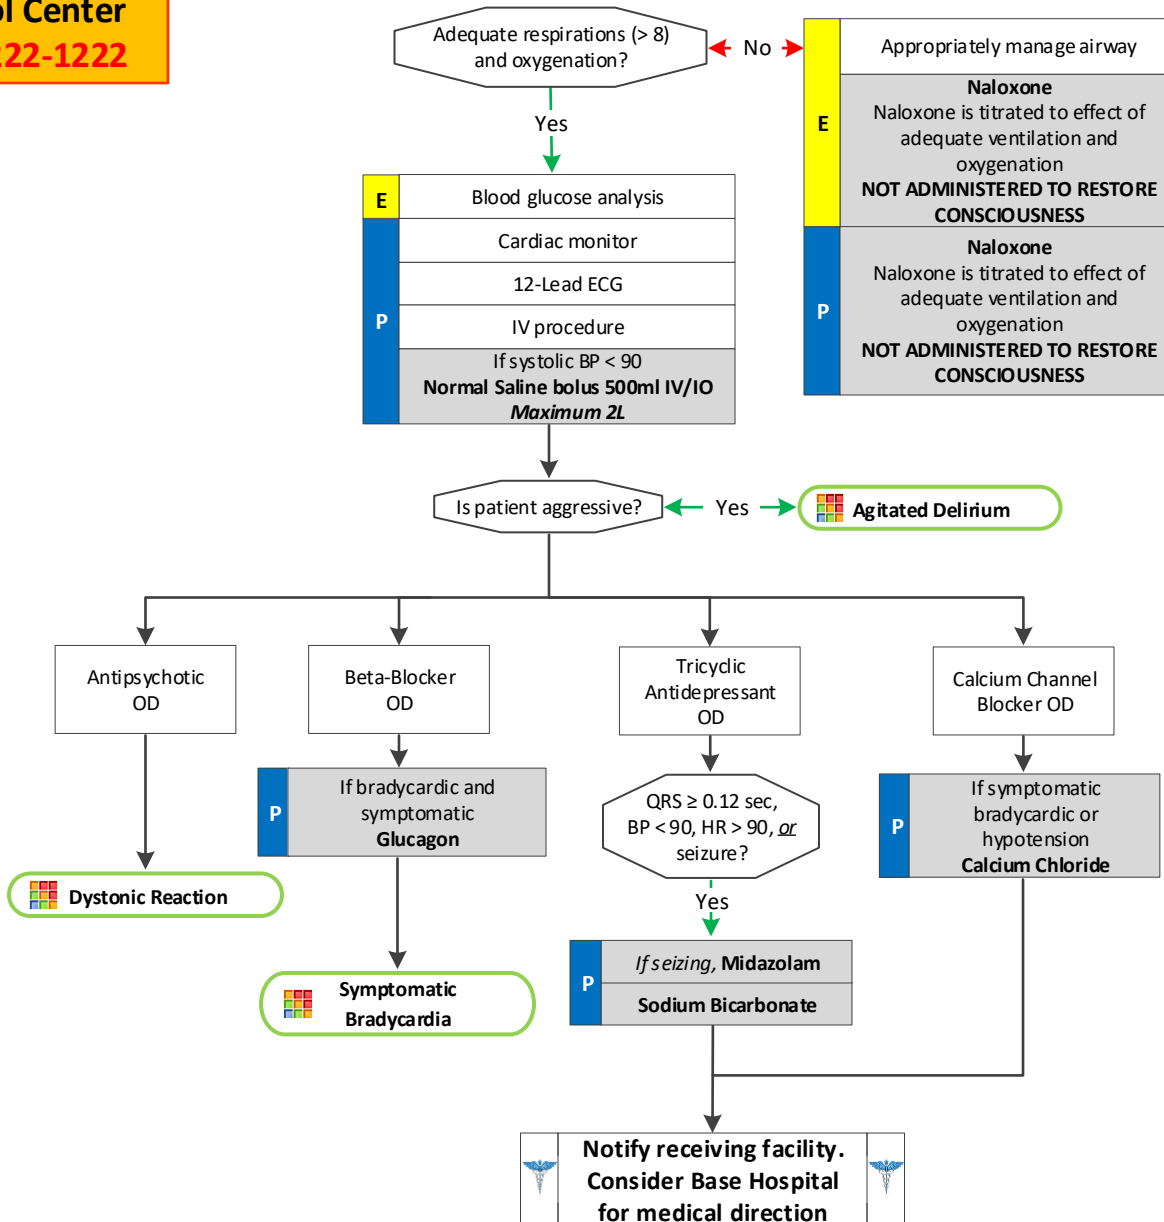 Center
222-1222
Adequate respirations (> 8)
and oxygenation?
No
Yes
E
Appropriately manage airway
Naloxone
Naloxone is titrated to effect of
adequate ventilation and
oxygenation
NOT ADMINISTERED TO RESTORE
CONSCIOUSNESS
P
Naloxone
Naloxone is titrated to effect of
adequate ventilation and
oxygenation
NOT ADMINISTERED TO RESTORE
CONSCIOUSNESS
E
Blood glucose analysis
P
Cardiac monitor
12-Lead ECG
IV procedure
If systolic BP < 90
Normal Saline bolus 500ml IV/IO
Maximum 2L
Is patient aggressive?
Yes
Agitated Delirium
Antipsychotic
OD
Beta-Blocker
OD
Tricyclic
Antidepressant
OD
Calcium Channel
Blocker OD
P
If bradycardic and
symptomatic
Glucagon
QRS ≥ 0.12 sec,
BP < 90, HR > 90, or
seizure?
P
If symptomatic
bradycardic or
hypotension
Calcium Chloride
Dystonic Reaction
Yes
P
If seizing, Midazolam
Sodium Bicarbonate
Symptomatic
Bradycardia
Notify receiving facility.
Consider Base Hospital
for medical direction